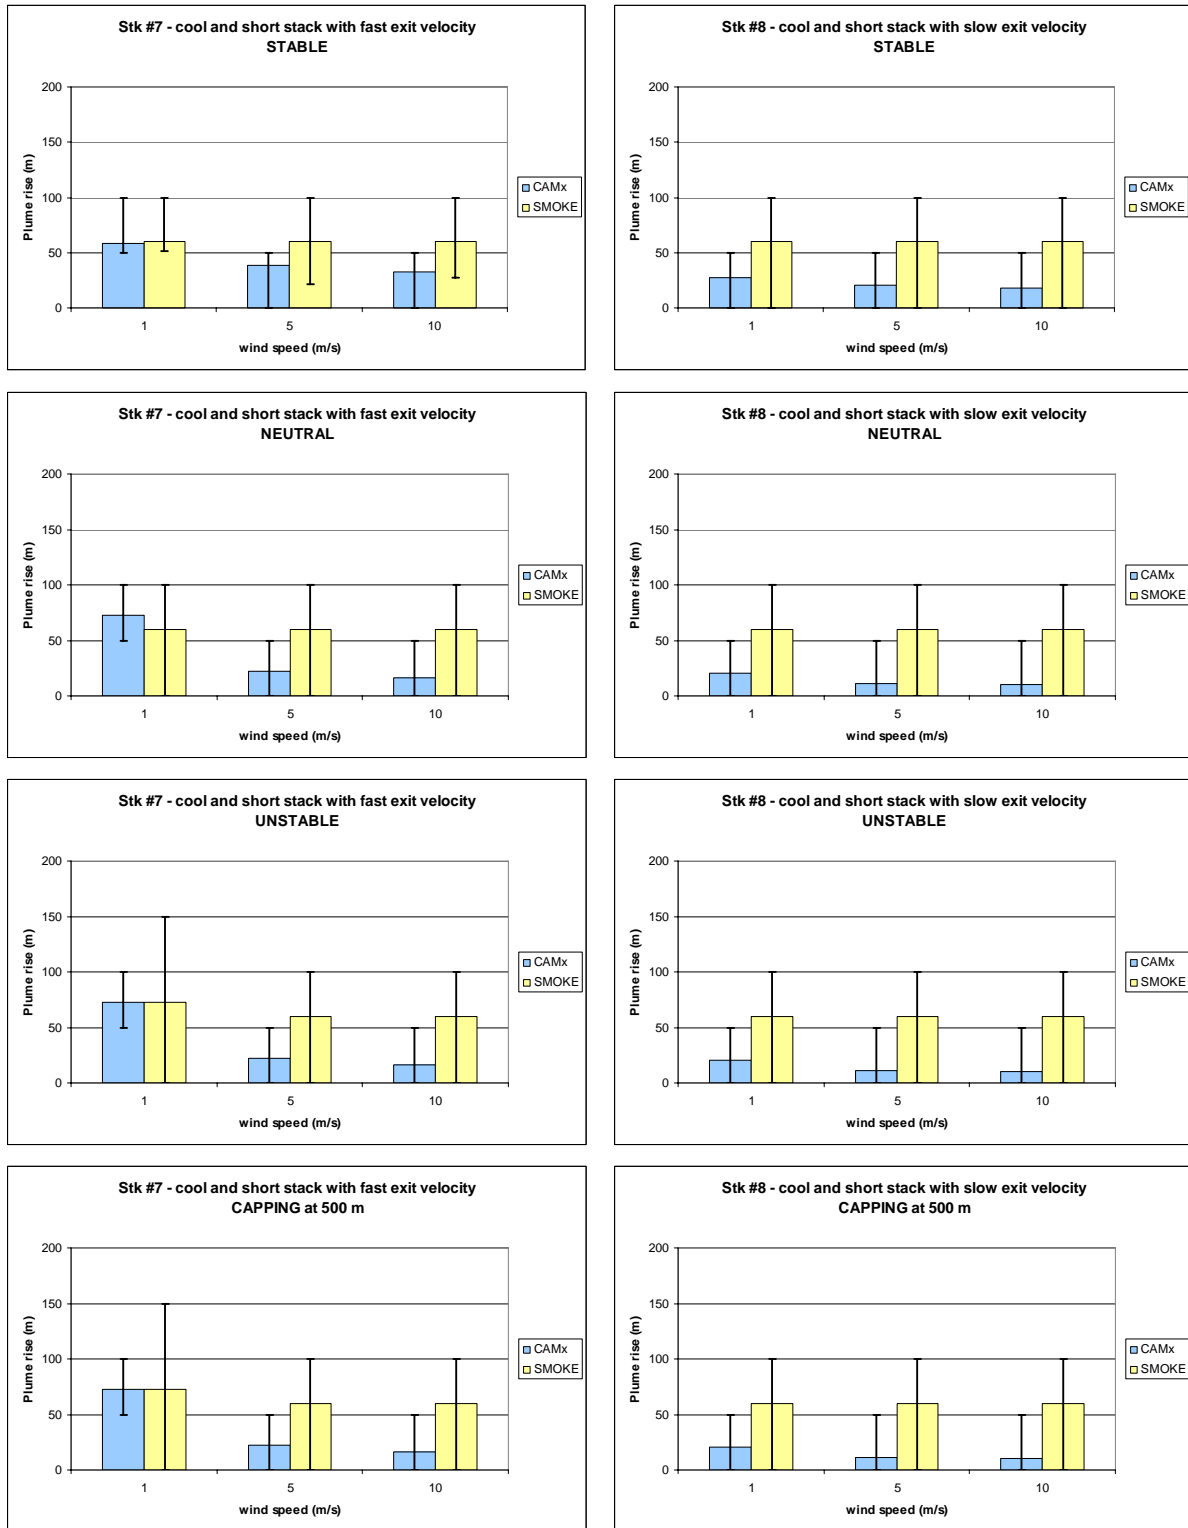 Stk #7 - cool and short stack with fast exit velocity
STABLE
200
150
100
50
0
Plume rise (m)
1
5
10
wind speed (m/s)
CAMx
SMOKE
Stk #8 - cool and short stack with slow exit velocity
STABLE
200
150
100
50
0
Plume rise (m)
1
5
10
wind speed (m/s)
CAMx
SMOKE
Stk #7 - cool and short stack with fast exit velocity
NEUTRAL
200
150
100
50
0
Plume rise (m)
1
5
10
wind speed (m/s)
CAMx
SMOKE
Stk #8 - cool and short stack with slow exit velocity
NEUTRAL
200
150
100
50
0
Plume rise (m)
1
5
10
wind speed (m/s)
CAMx
SMOKE
Stk #7 - cool and short stack with fast exit velocity
UNSTABLE
200
150
100
50
0
Plume rise (m)
1
5
10
wind speed (m/s)
CAMx
SMOKE
Stk #8 - cool and short stack with slow exit velocity
UNSTABLE
200
150
100
50
0
Plume rise (m)
1
5
10
wind speed (m/s)
CAMx
SMOKE
Stk #7 - cool and short stack with fast exit velocity
CAPPING at 500 m
200
150
100
50
0
Plume rise (m)
1
5
10
wind speed (m/s)
CAMx
SMOKE
Stk #8 - cool and short stack with slow exit velocity
CAPPING at 500 m
200
150
100
50
0
Plume rise (m)
1
5
10
wind speed (m/s)
CAMx
SMOKE